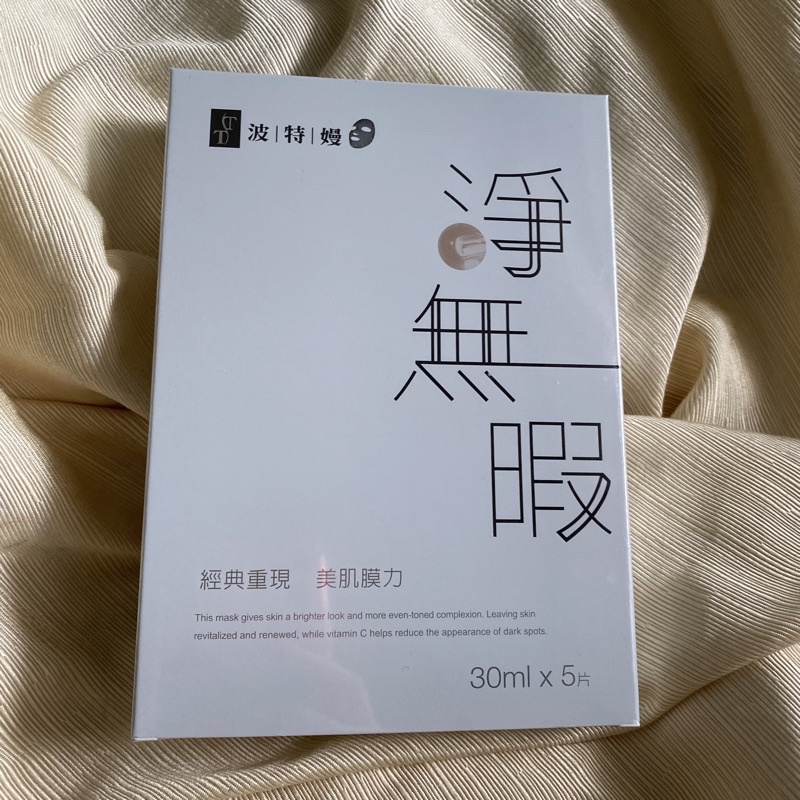 波|特|嫚
淨
無
暇
經典重現 美肌膜力
This mask gives skin a brighter look and more even-toned complexion. Leaving skin
revitalized and renewed, while vitamin C helps reduce the appearance of dark spots.
30ml x 5片